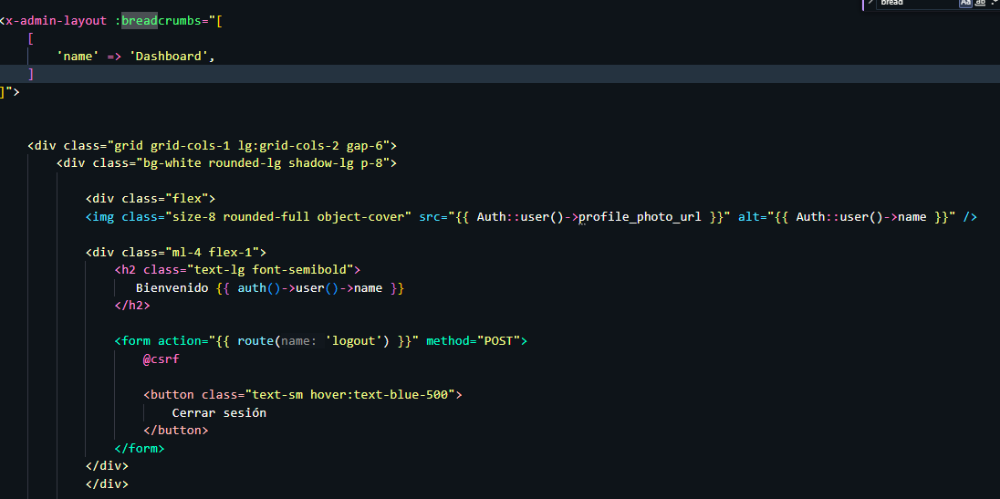 bread
Aa ab
<x-admin-layout :breadcrumbs="[
[
'name' => 'Dashboard',
]
]">
<div class="grid grid-cols-1 lg:grid-cols-2 gap-6">
<div class="bg-white rounded-lg shadow-lg p-8">
<div class="flex">
<img class="size-8 rounded-full object-cover" src="{{ Auth::user()->profile_photo_url }}" alt="{{ Auth::user()->name }}" />
<div class="ml-4 flex-1">
<h2 class="text-lg font-semibold">
Bienvenido {{ auth()->user()->name }}
</h2>
<form action="{{ route(name: 'logout') }}" method="POST">
@csrf
<button class="text-sm hover:text-blue-500">
Cerrar sesión
</button>
</form>
</div>
</div>